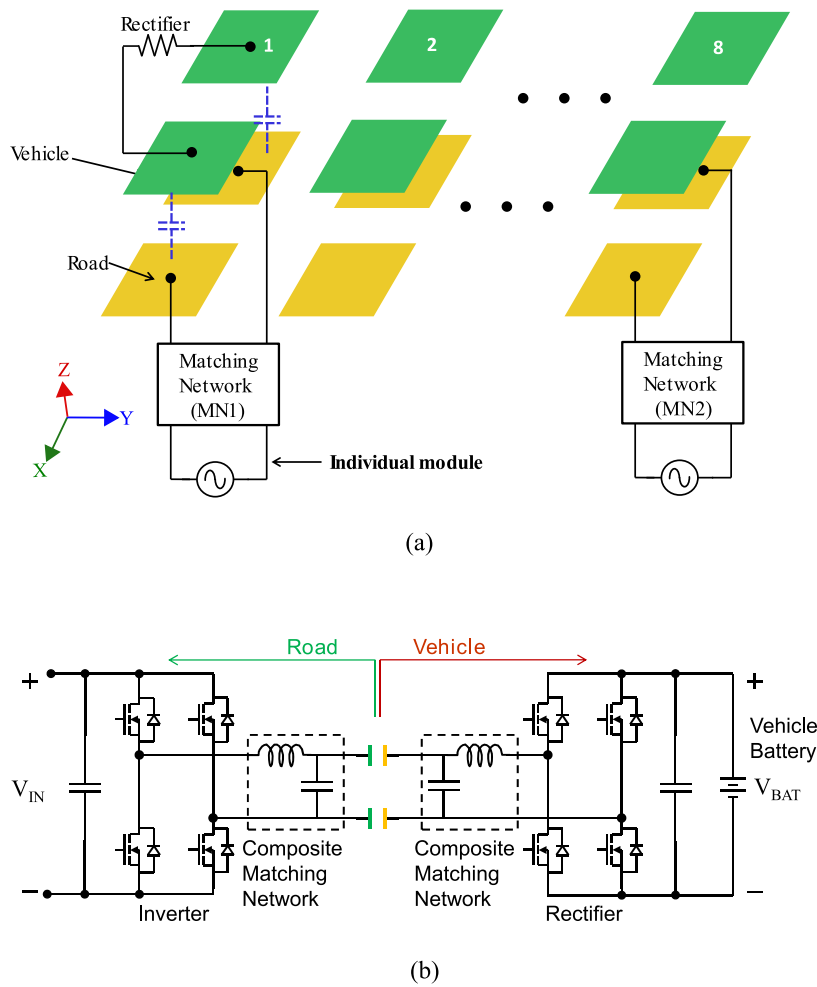 Rectifier
1
2
8
Vehicle
Road
Matching
Network
(MN1)
Matching
Network
(MN2)
Z
Y
X
Individual module
(a)
Road
Vehicle
+
+
Vehicle
Battery
V_IN
V_BAT
Composite
Matching
Network
Composite
Matching
Network
−
−
Inverter
Rectifier
(b)